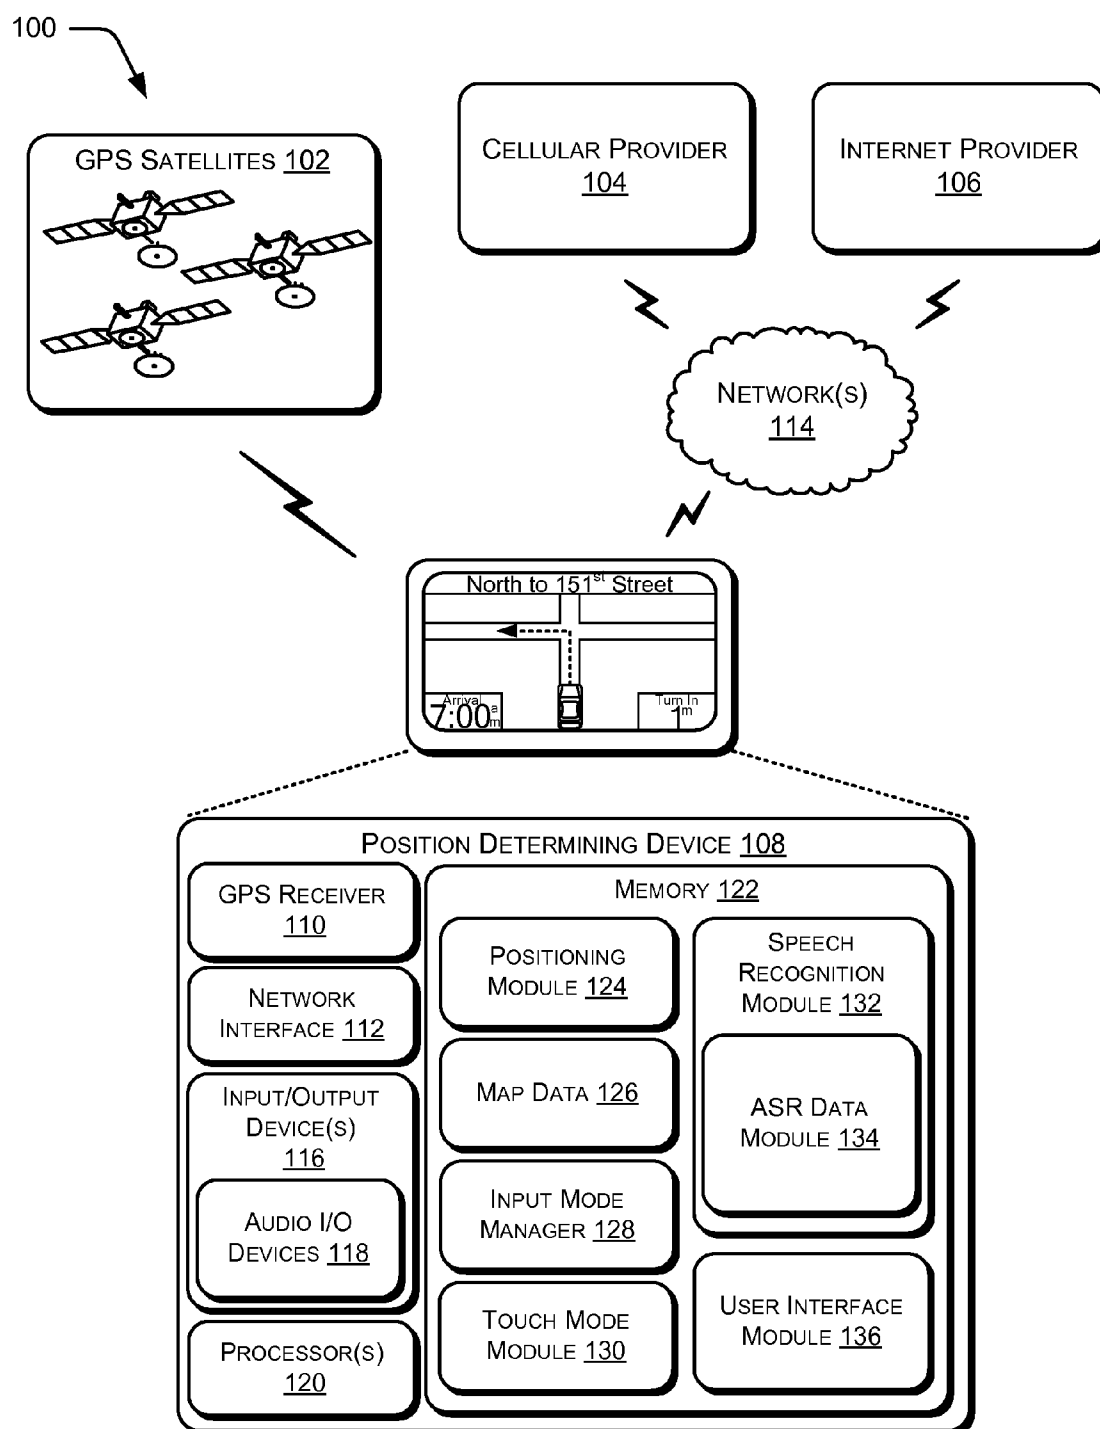 100
GPS SATELLITES 102
CELLULAR PROVIDER
104
INTERNET PROVIDER
106
NETWORK(S)
114
North to 151st Street
Arrival
7:00am
Turn In
1m
POSITION DETERMINING DEVICE 108
GPS RECEIVER
110
NETWORK
INTERFACE 112
INPUT/OUTPUT
DEVICE(S)
116
AUDIO I/O
DEVICES 118
PROCESSOR(S)
120
MEMORY 122
POSITIONING
MODULE 124
MAP DATA 126
INPUT MODE
MANAGER 128
TOUCH MODE
MODULE 130
SPEECH
RECOGNITION
MODULE 132
ASR DATA
MODULE 134
USER INTERFACE
MODULE 136